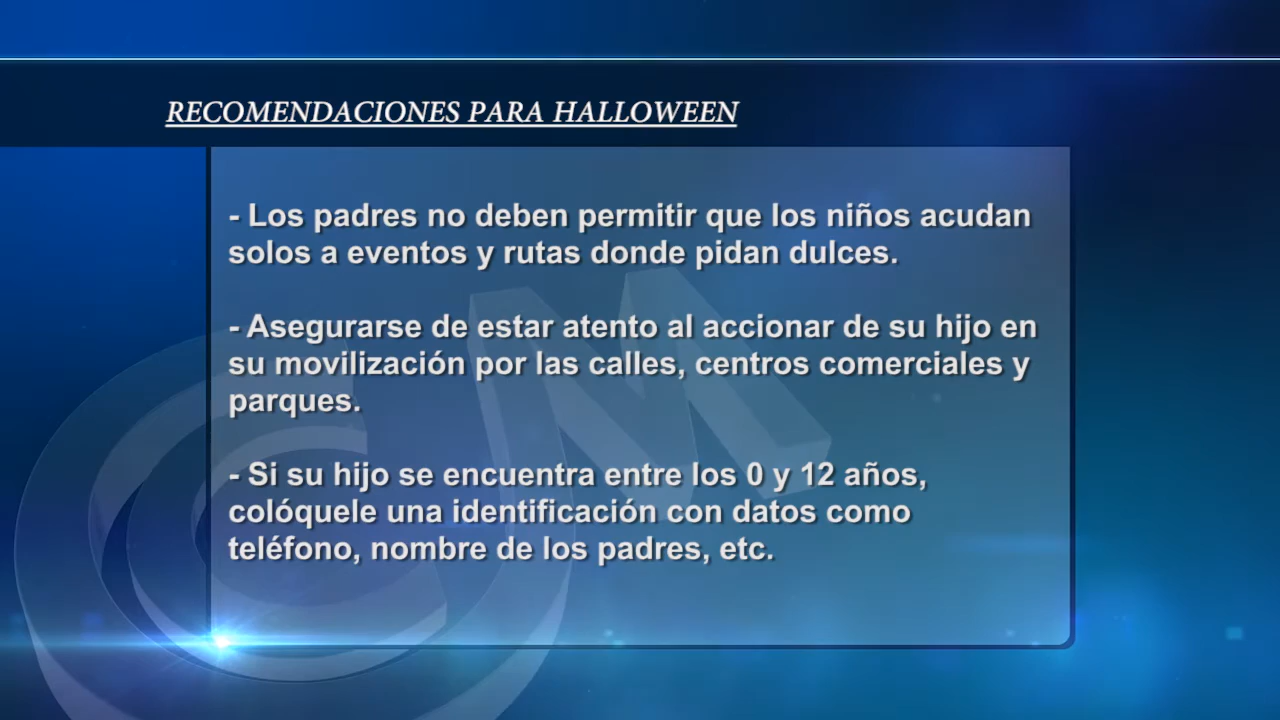 RECOMENDACIONES PARA HALLOWEEN
- Los padres no deben permitir que los niños acudan
solos a eventos y rutas donde pidan dulces.
- Asegurarse de estar atento al accionar de su hijo en
su movilización por las calles, centros comerciales y
parques.
- Si su hijo se encuentra entre los 0 y 12 años,
colóquele una identificación con datos como
teléfono, nombre de los padres, etc.